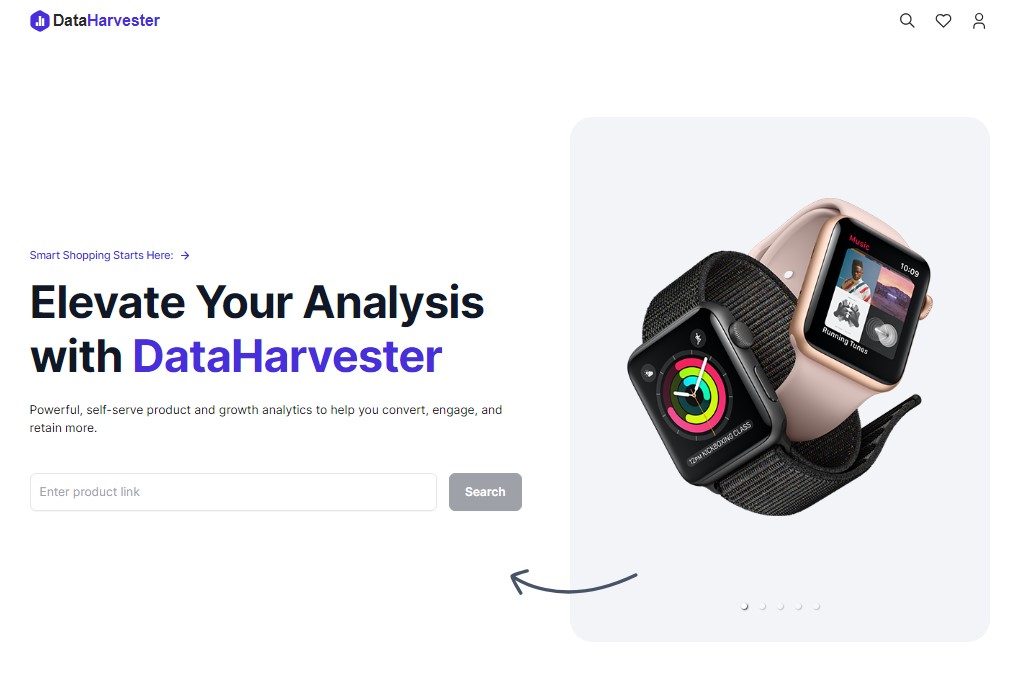 DataHarvester
Smart Shopping Starts Here:
Elevate Your Analysis
with DataHarvester
Powerful, self-serve product and growth analytics to help you convert, engage, and
retain more.
Enter product link
Search
Music
10:09
Running Tunes
12PM KICKBOXING CLASS